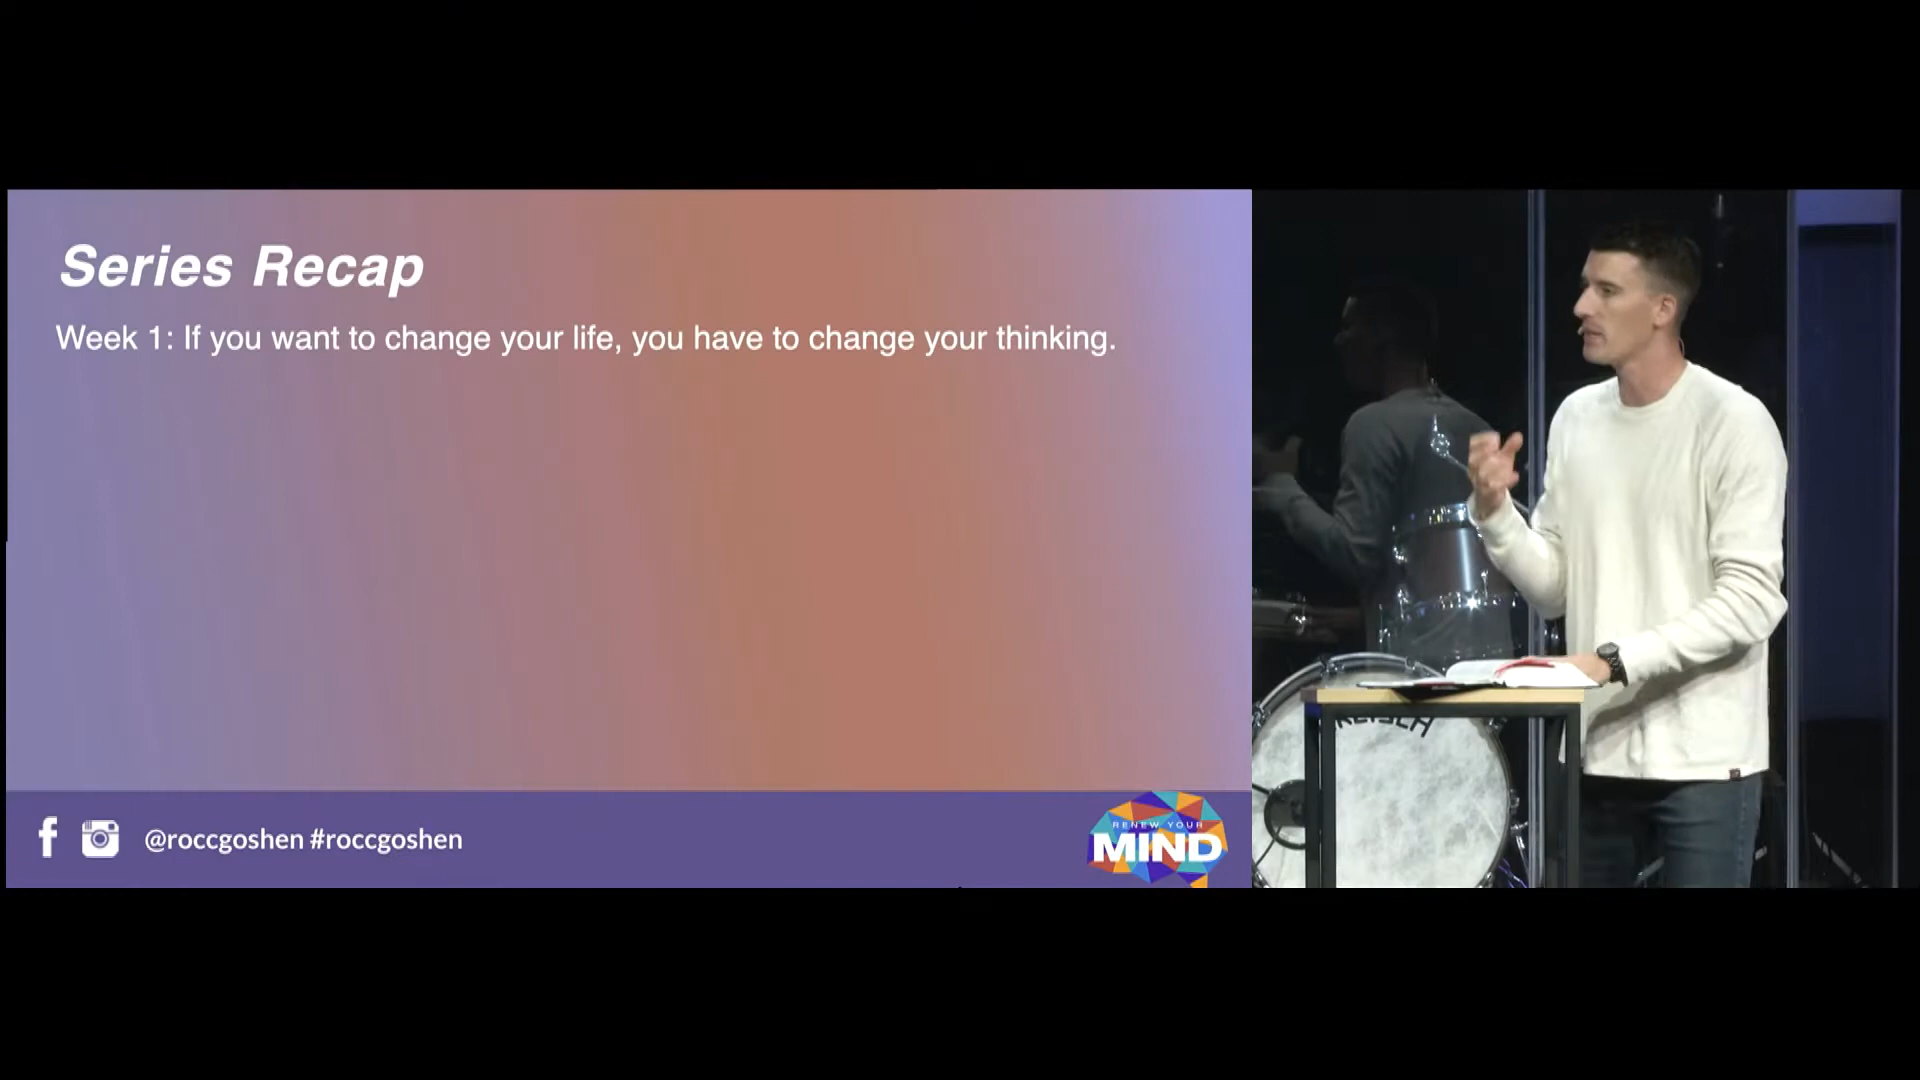 Series Recap
Week 1: If you want to change your life, you have to change your thinking.
@roccgoshen #roccgoshen
RENEW YOUR
MIND